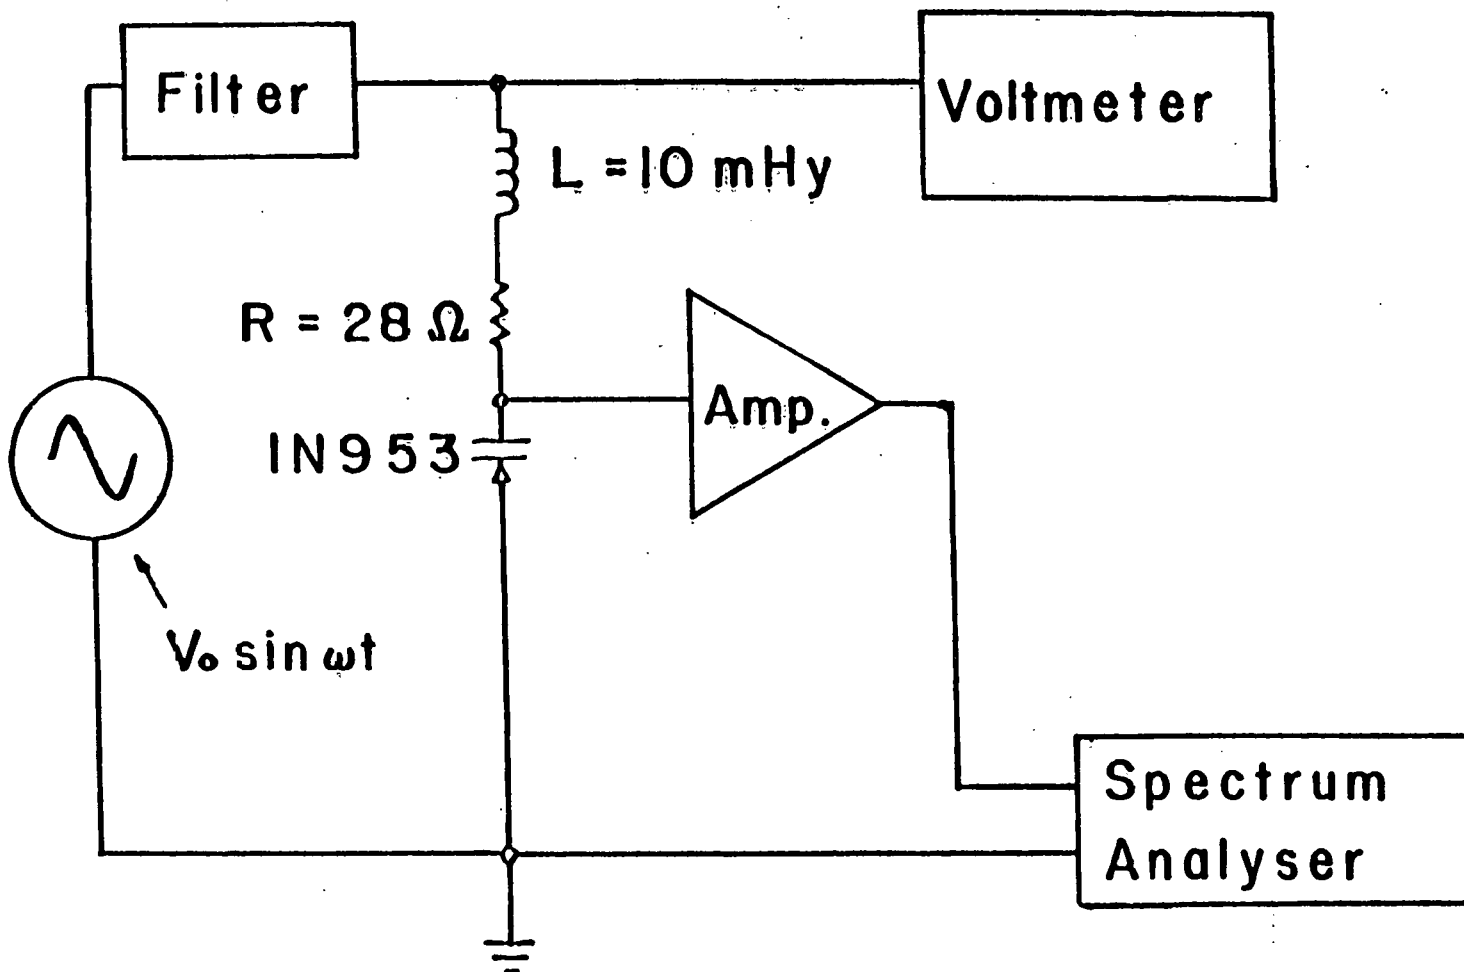 Filter
Voltmeter
L = 10 mHy
R = 28 Ω
Amp.
IN953
V₀ sin ωt
Spectrum
Analyser